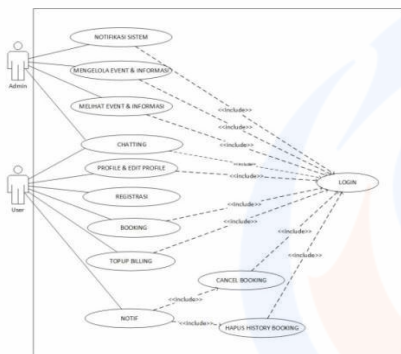 NOTIFIKASI SISTEM
MENGELOLA EVENT & INFORMASI
Admin
MELIHAT EVENT & INFORMASI
<<include>>
<<include>>
<<include>>
CHATTING
PROFILE & EDIT PROFILE
<<include>>
User
REGISTRASI
LOGIN
BOOKING
<<include>>
<<include>>
TOPUP BILLING
<<include>>
<<include>>
CANCEL BOOKING
<<include>>
NOTIF
<<include>>
HAPUS HISTORY BOOKING